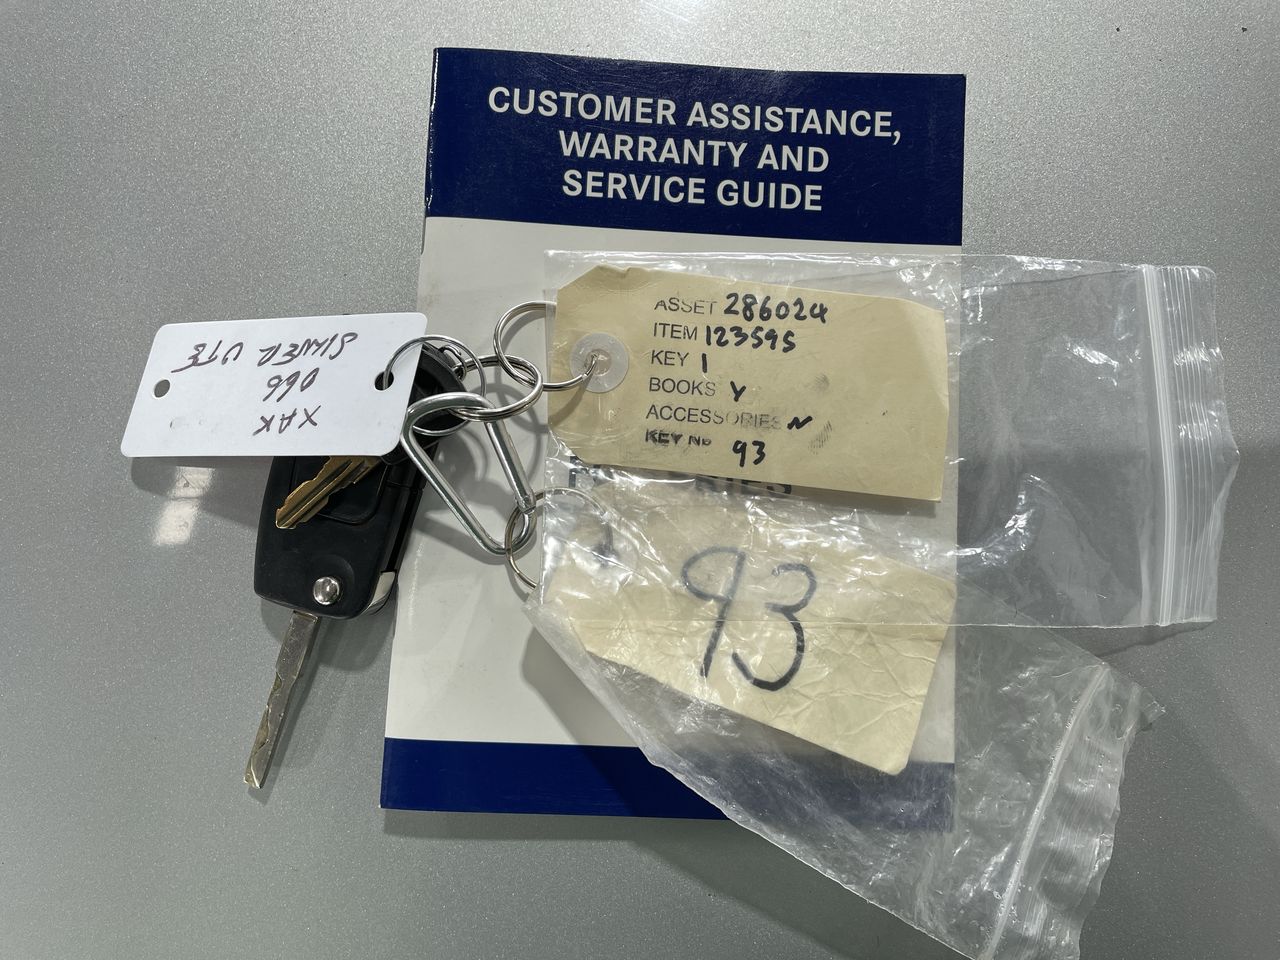 CUSTOMER ASSISTANCE,
WARRANTY AND
SERVICE GUIDE
ASSET 286024
ITEM 123595
KEY 1
BOOKS Y
ACCESSORIES N
KEY No 93
93
XAK
066
SILVER UTE